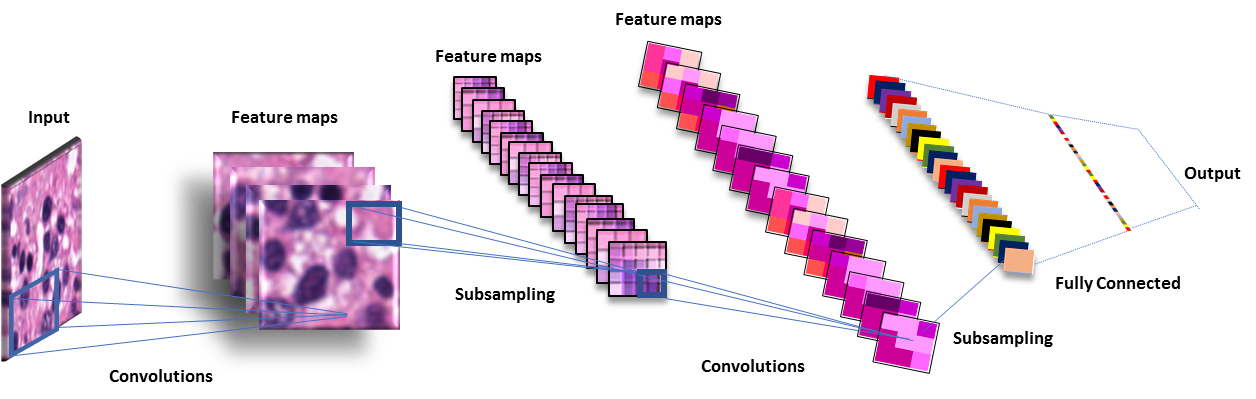 Input
Feature maps
Feature maps
Feature maps
Convolutions
Subsampling
Convolutions
Subsampling
Fully Connected
Output